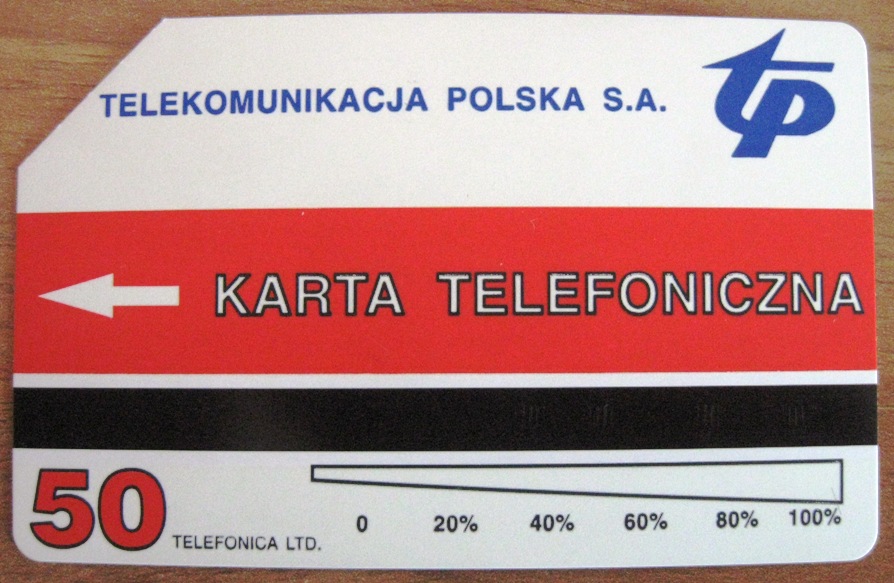 TELEKOMUNIKACJA POLSKA S.A.
tp
KARTA TELEFONICZNA
50
TELEFONICA LTD.
0 20% 40% 60% 80% 100%